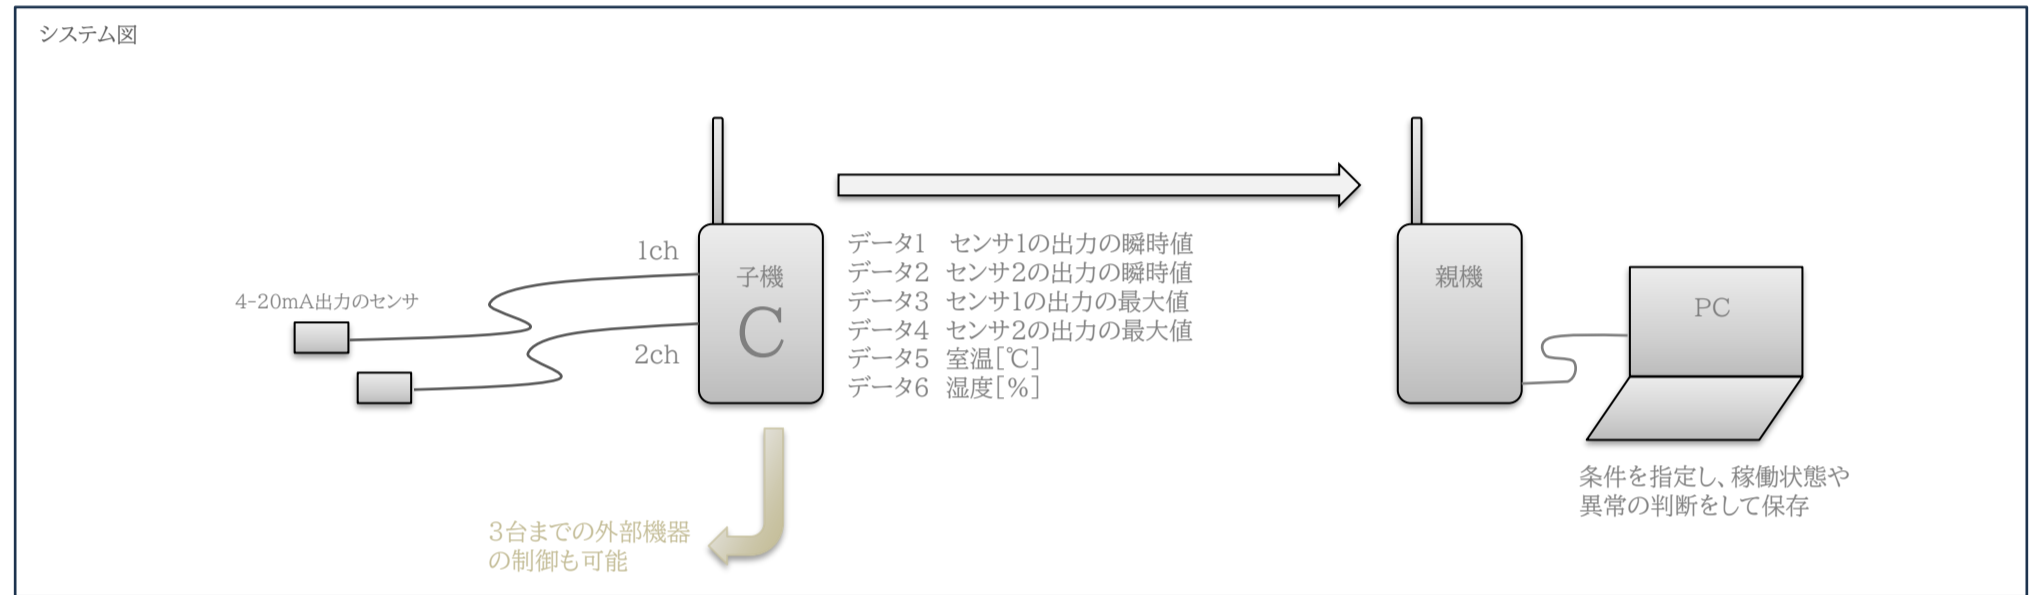 システム図
1ch
4-20mA出力のセンサ
2ch
子機
C
データ1 センサ1の出力の瞬時値
データ2 センサ2の出力の瞬時値
データ3 センサ1の出力の最大値
データ4 センサ2の出力の最大値
データ5 室温[℃]
データ6 湿度[%]
親機
PC
条件を指定し、稼働状態や
異常の判断をして保存
3台までの外部機器
の制御も可能